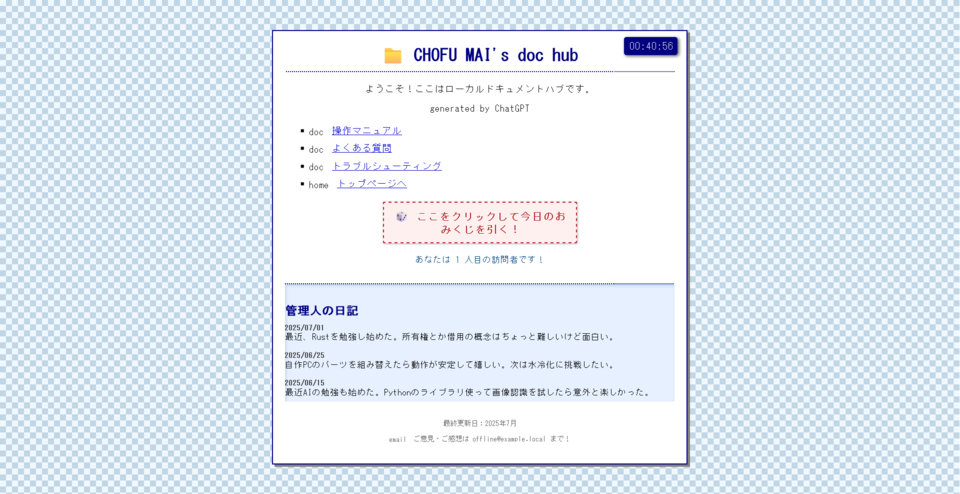 CHOFU MAI's doc hub
00:40:56
ようこそ！ここはローカルドキュメントハブです。
generated by ChatGPT
doc 操作マニュアル
doc よくある質問
doc トラブルシューティング
home トップページへ
ここをクリックして今日のお
みくじを引く！
あなたは 1 人目の訪問者です！
管理人の日記
2025/07/01
最近、Rustを勉強し始めた。所有権とか借用の概念はちょっと難しいけど面白い。
2025/06/25
自作PCのパーツを組み替えたら動作が安定して嬉しい。次は水冷化に挑戦したい。
2025/06/15
最近AIの勉強も始めた。Pythonのライブラリ使って画像認識を試したら意外と楽しかった。
最終更新日：2025年7月
email ご意見・ご感想は offline@example.local まで！